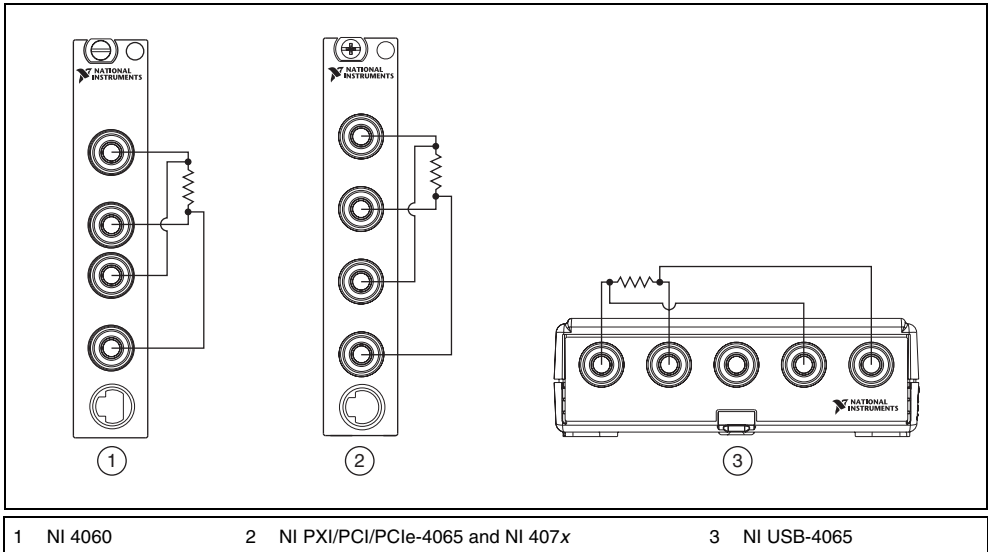 NATIONAL
INSTRUMENTS
NATIONAL
INSTRUMENTS
NATIONAL
INSTRUMENTS
1
2
3
1 NI 4060 2 NI PXI/PCI/PCIe-4065 and NI 407x 3 NI USB-4065